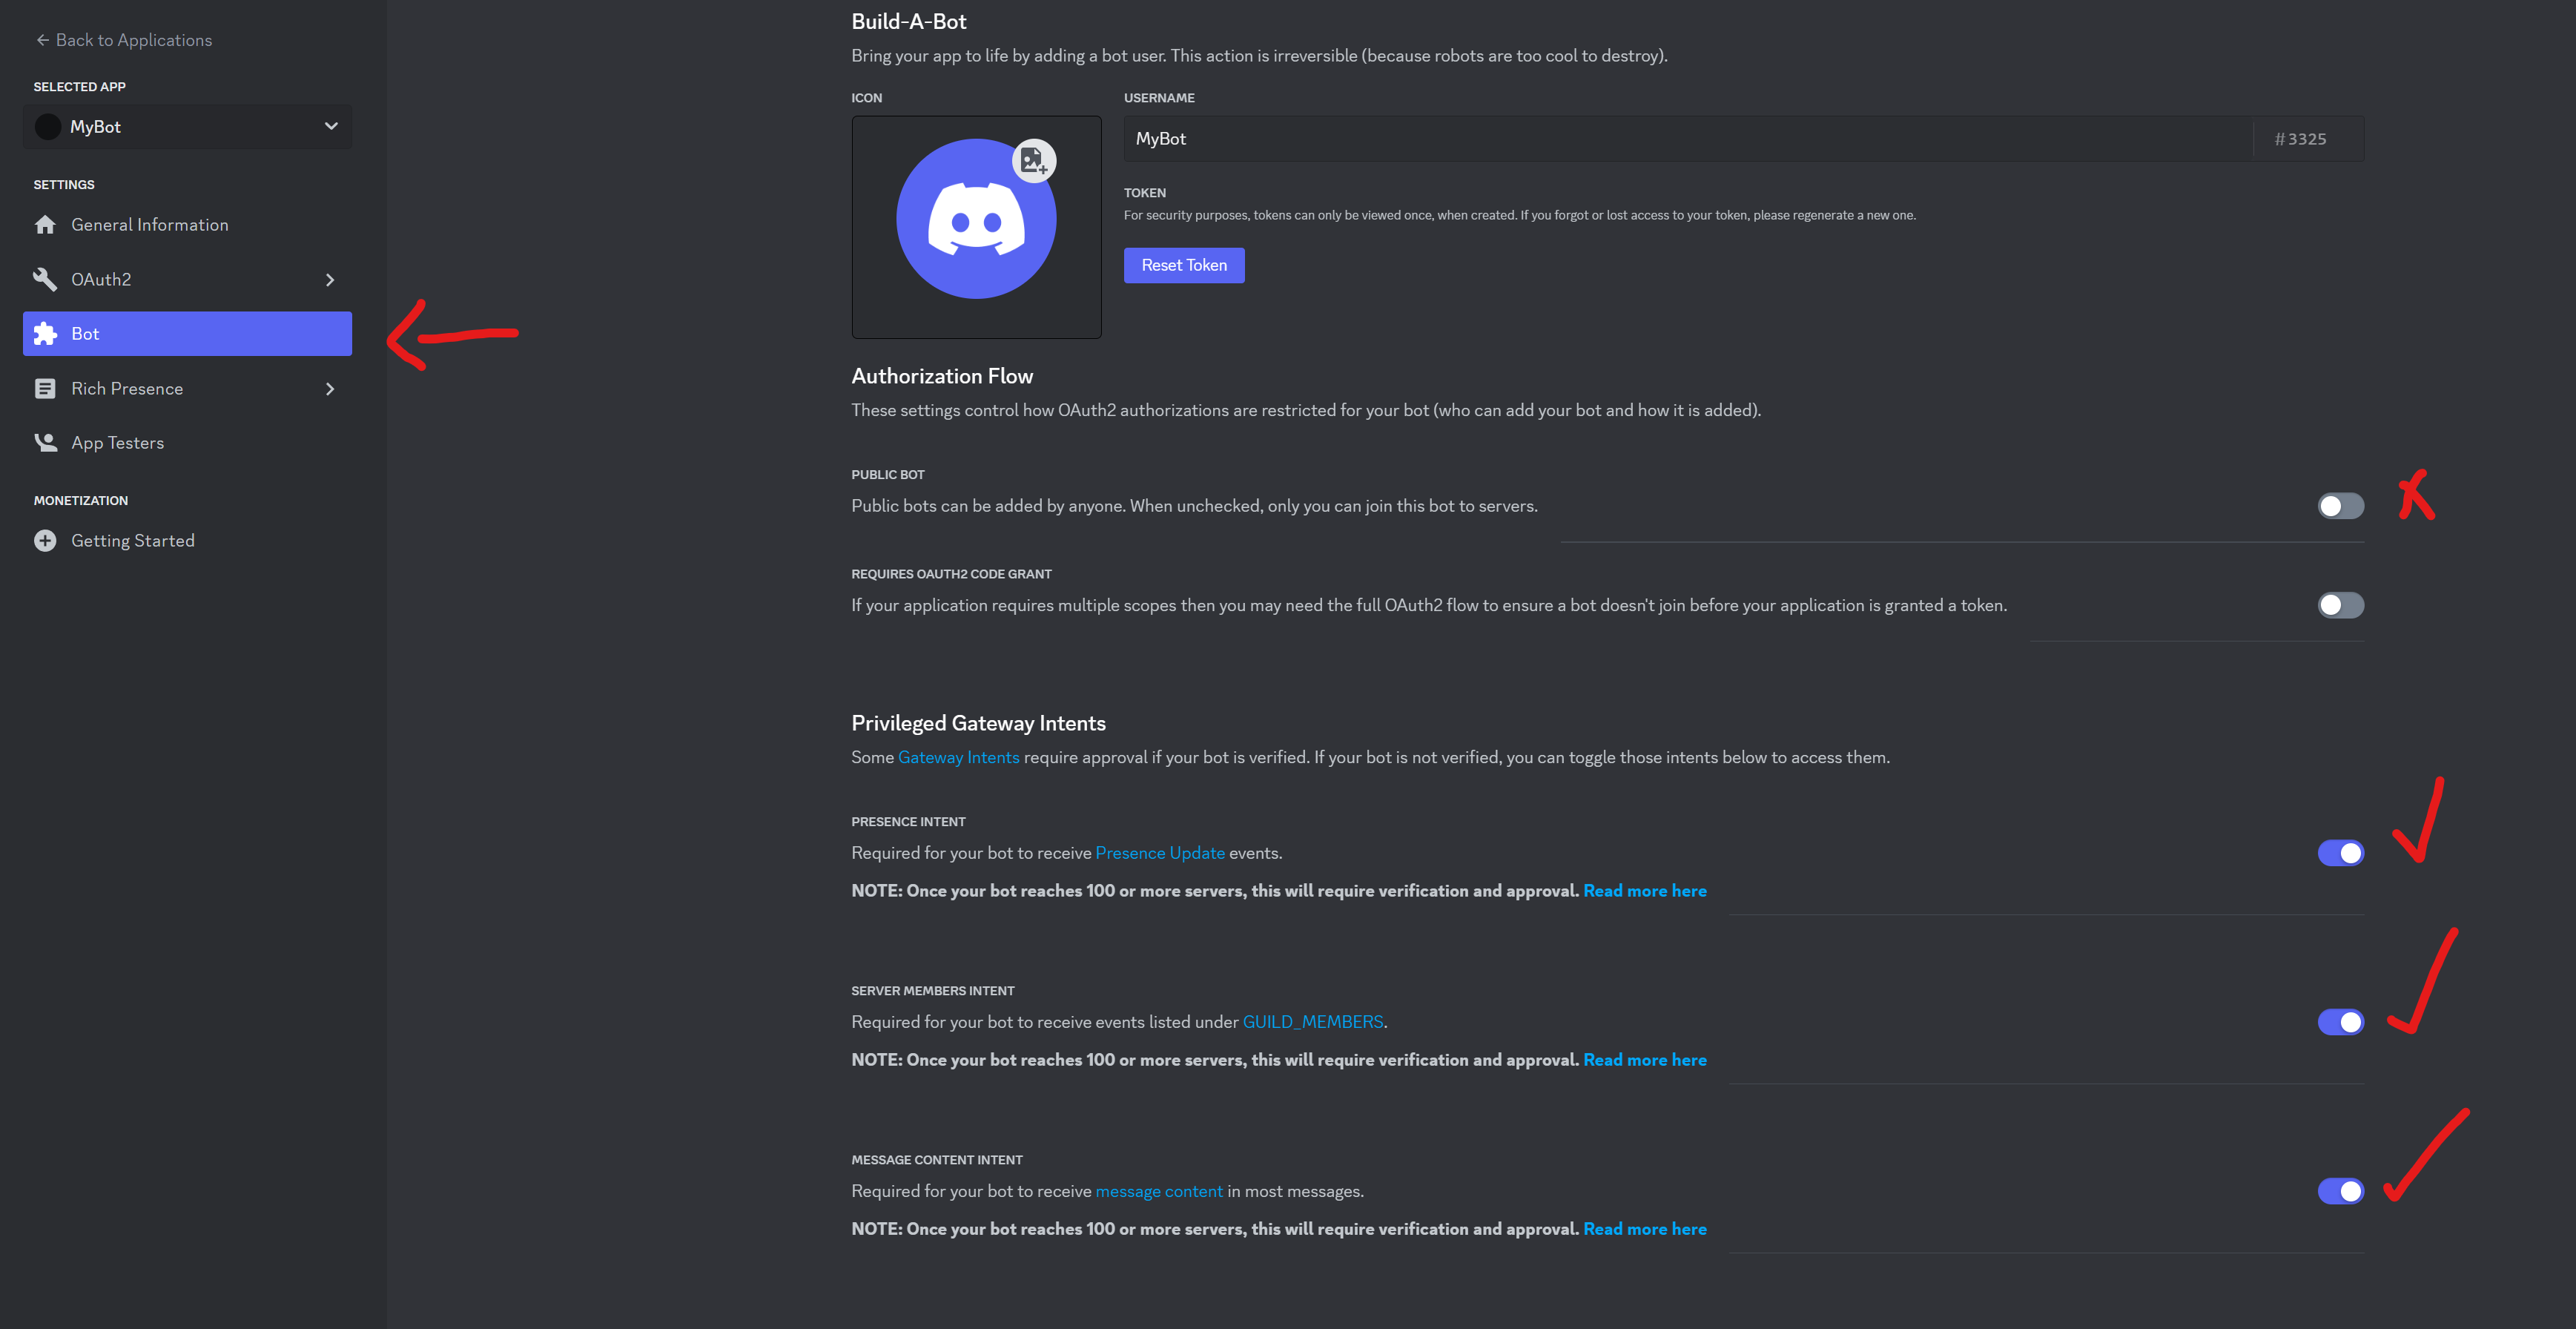 ← Back to Applications
SELECTED APP
MyBot
SETTINGS
General Information
OAuth2
Bot
Rich Presence
App Testers
MONETIZATION
Getting Started
Build-A-Bot
Bring your app to life by adding a bot user. This action is irreversible (because robots are too cool to destroy).
ICON
USERNAME
MyBot
#3325
TOKEN
For security purposes, tokens can only be viewed once, when created. If you forgot or lost access to your token, please regenerate a new one.
Reset Token
Authorization Flow
These settings control how OAuth2 authorizations are restricted for your bot (who can add your bot and how it is added).
PUBLIC BOT
Public bots can be added by anyone. When unchecked, only you can join this bot to servers.
REQUIRES OAUTH2 CODE GRANT
If your application requires multiple scopes then you may need the full OAuth2 flow to ensure a bot doesn't join before your application is granted a token.
Privileged Gateway Intents
Some Gateway Intents require approval if your bot is verified. If your bot is not verified, you can toggle those intents below to access them.
PRESENCE INTENT
Required for your bot to receive Presence Update events.
NOTE: Once your bot reaches 100 or more servers, this will require verification and approval. Read more here
SERVER MEMBERS INTENT
Required for your bot to receive events listed under GUILD_MEMBERS.
NOTE: Once your bot reaches 100 or more servers, this will require verification and approval. Read more here
MESSAGE CONTENT INTENT
Required for your bot to receive message content in most messages.
NOTE: Once your bot reaches 100 or more servers, this will require verification and approval. Read more here